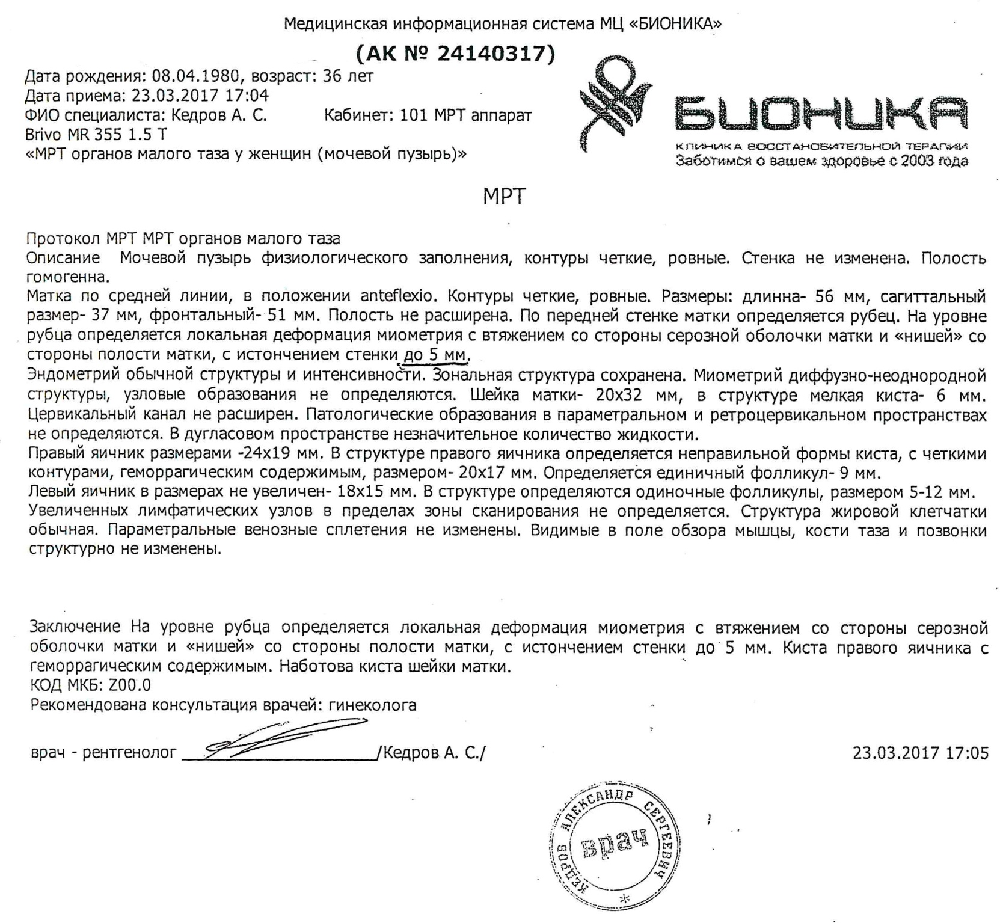 Медицинская информационная система МЦ «БИОНИКА»
(АК № 24140317)
Дата рождения: 08.04.1980, возраст: 36 лет
Дата приема: 23.03.2017 17:04
ФИО специалиста: Кедров А. С. Кабинет: 101 МРТ аппарат
Brivo MR 355 1.5 T
«МРТ органов малого таза у женщин (мочевой пузырь)»
БИОНИКА
КЛИНИКА ВОССТАНОВИТЕЛЬНОЙ ТЕРАПИИ
Заботимся о вашем здоровье с 2003 года
МРТ
Протокол МРТ МРТ органов малого таза
Описание Мочевой пузырь физиологического заполнения, контуры четкие, ровные. Стенка не изменена. Полость
гомогенна.
Матка по средней линии, в положении anteflexio. Контуры четкие, ровные. Размеры: длинна- 56 мм, сагиттальный
размер- 37 мм, фронтальный- 51 мм. Полость не расширена. По передней стенке матки определяется рубец. На уровне
рубца определяется локальная деформация миометрия с втяжением со стороны серозной оболочки матки и «нишей» со
стороны полости матки, с истончением стенки до 5 мм.
Эндометрий обычной структуры и интенсивности. Зональная структура сохранена. Миометрий диффузно-неоднородной
структуры, узловые образования не определяются. Шейка матки- 20х32 мм, в структуре мелкая киста- 6 мм.
Цервикальный канал не расширен. Патологические образования в параметральном и ретроцервикальном пространствах
не определяются. В дугласовом пространстве незначительное количество жидкости.
Правый яичник размерами -24х19 мм. В структуре правого яичника определяется неправильной формы киста, с четкими
контурами, геморрагическим содержимым, размером- 20х17 мм. Определяется единичный фолликул- 9 мм.
Левый яичник в размерах не увеличен- 18х15 мм. В структуре определяются одиночные фолликулы, размером 5-12 мм.
Увеличенных лимфатических узлов в пределах зоны сканирования не определяется. Структура жировой клетчатки
обычная. Параметральные венозные сплетения не изменены. Видимые в поле обзора мышцы, кости таза и позвонки
структурно не изменены.
Заключение На уровне рубца определяется локальная деформация миометрия с втяжением со стороны серозной
оболочки матки и «нишей» со стороны полости матки, с истончением стенки до 5 мм. Киста правого яичника с
геморрагическим содержимым. Наботова киста шейки матки.
КОД МКБ: Z00.0
Рекомендована консультация врачей: гинеколога
врач - рентгенолог /Кедров А. С./ 23.03.2017 17:05
КЕДРОВ АЛЕКСАНДР СЕРГЕЕВИЧ
врач